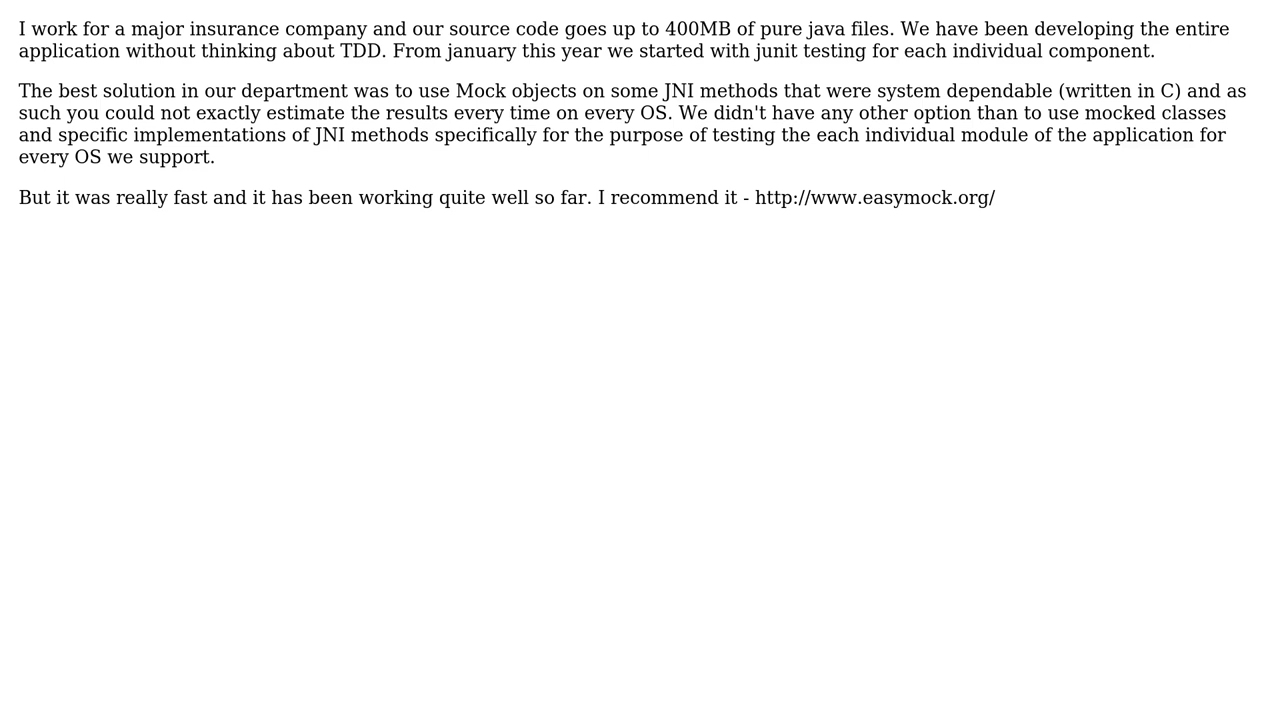 I work for a major insurance company and our source code goes up to 400MB of pure java files. We have been developing the entire
application without thinking about TDD. From january this year we started with junit testing for each individual component.
The best solution in our department was to use Mock objects on some JNI methods that were system dependable (written in C) and as
such you could not exactly estimate the results every time on every OS. We didn't have any other option than to use mocked classes
and specific implementations of JNI methods specifically for the purpose of testing the each individual module of the application for
every OS we support.
But it was really fast and it has been working quite well so far. I recommend it - http://www.easymock.org/